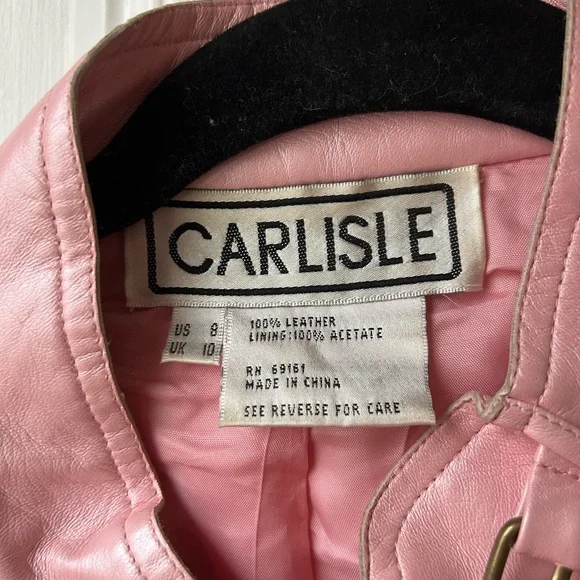 CARLISLE
US 8
UK 10
100% LEATHER
LINING:100% ACETATE
RN 69161
MADE IN CHINA
SEE REVERSE FOR CARE